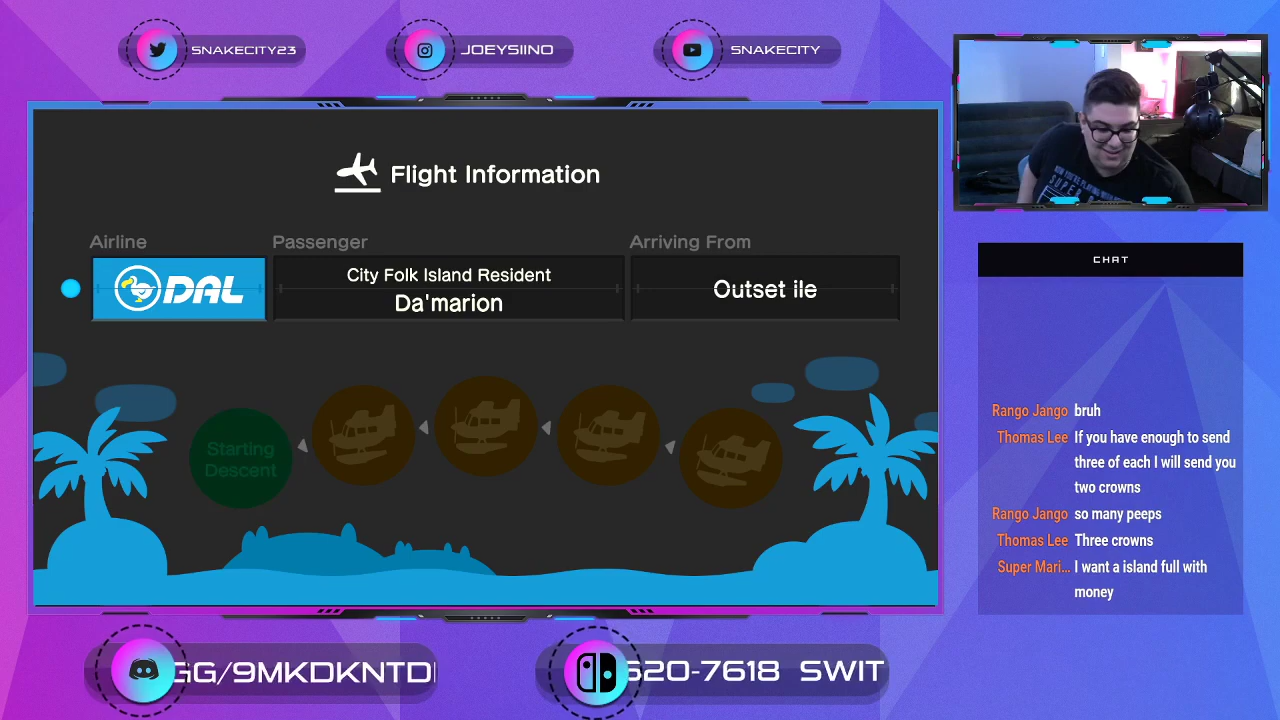 SNAKECITY23
JOEYSIINO
SNAKECITY
Flight Information
Airline
Passenger
Arriving From
DAL
City Folk Island Resident
Da'marion
Outset ile
Starting
Descent
CHAT
Rango Jango bruh
Thomas Lee If you have enough to send
three of each I will send you
two crowns
Rango Jango so many peeps
Thomas Lee Three crowns
Super Mari... I want a island full with
money
GG/9MKDKNTD
620-7618 SWIT
SUPER